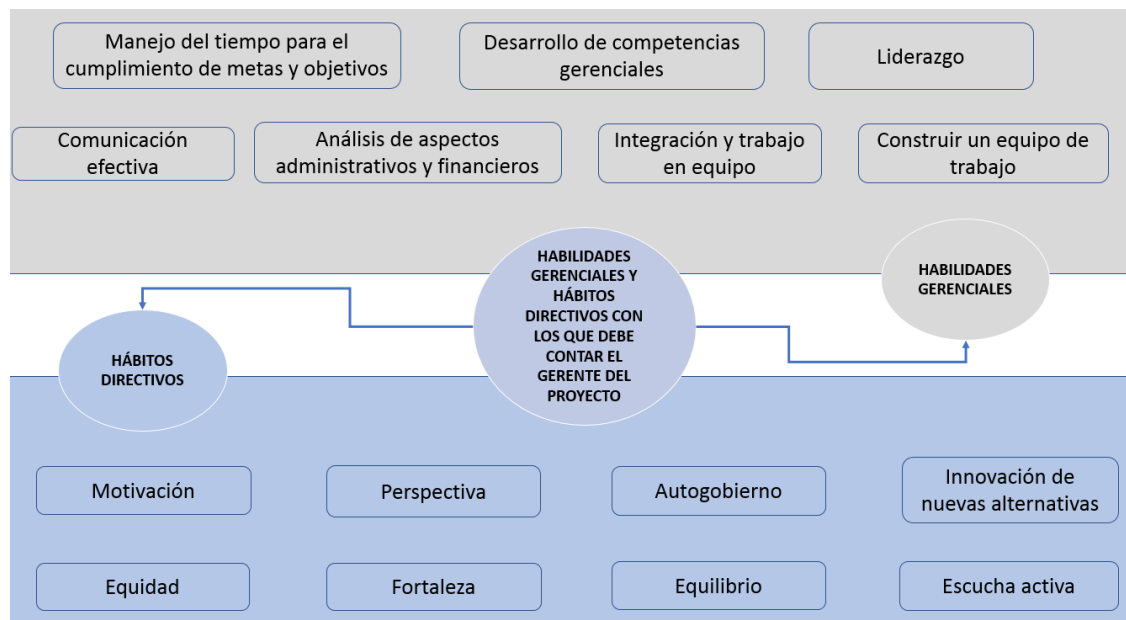 Manejo del tiempo para el
cumplimiento de metas y objetivos
Desarrollo de competencias
gerenciales
Liderazgo
Comunicación
efectiva
Análisis de aspectos
administrativos y financieros
Integración y trabajo
en equipo
Construir un equipo de
trabajo
HABILIDADES
GERENCIALES Y
HÁBITOS
DIRECTIVOS CON
LOS QUE DEBE
CONTAR EL
GERENTE DEL
PROYECTO
HABILIDADES
GERENCIALES
HÁBITOS
DIRECTIVOS
Motivación
Perspectiva
Autogobierno
Innovación de
nuevas alternativas
Equidad
Fortaleza
Equilibrio
Escucha activa